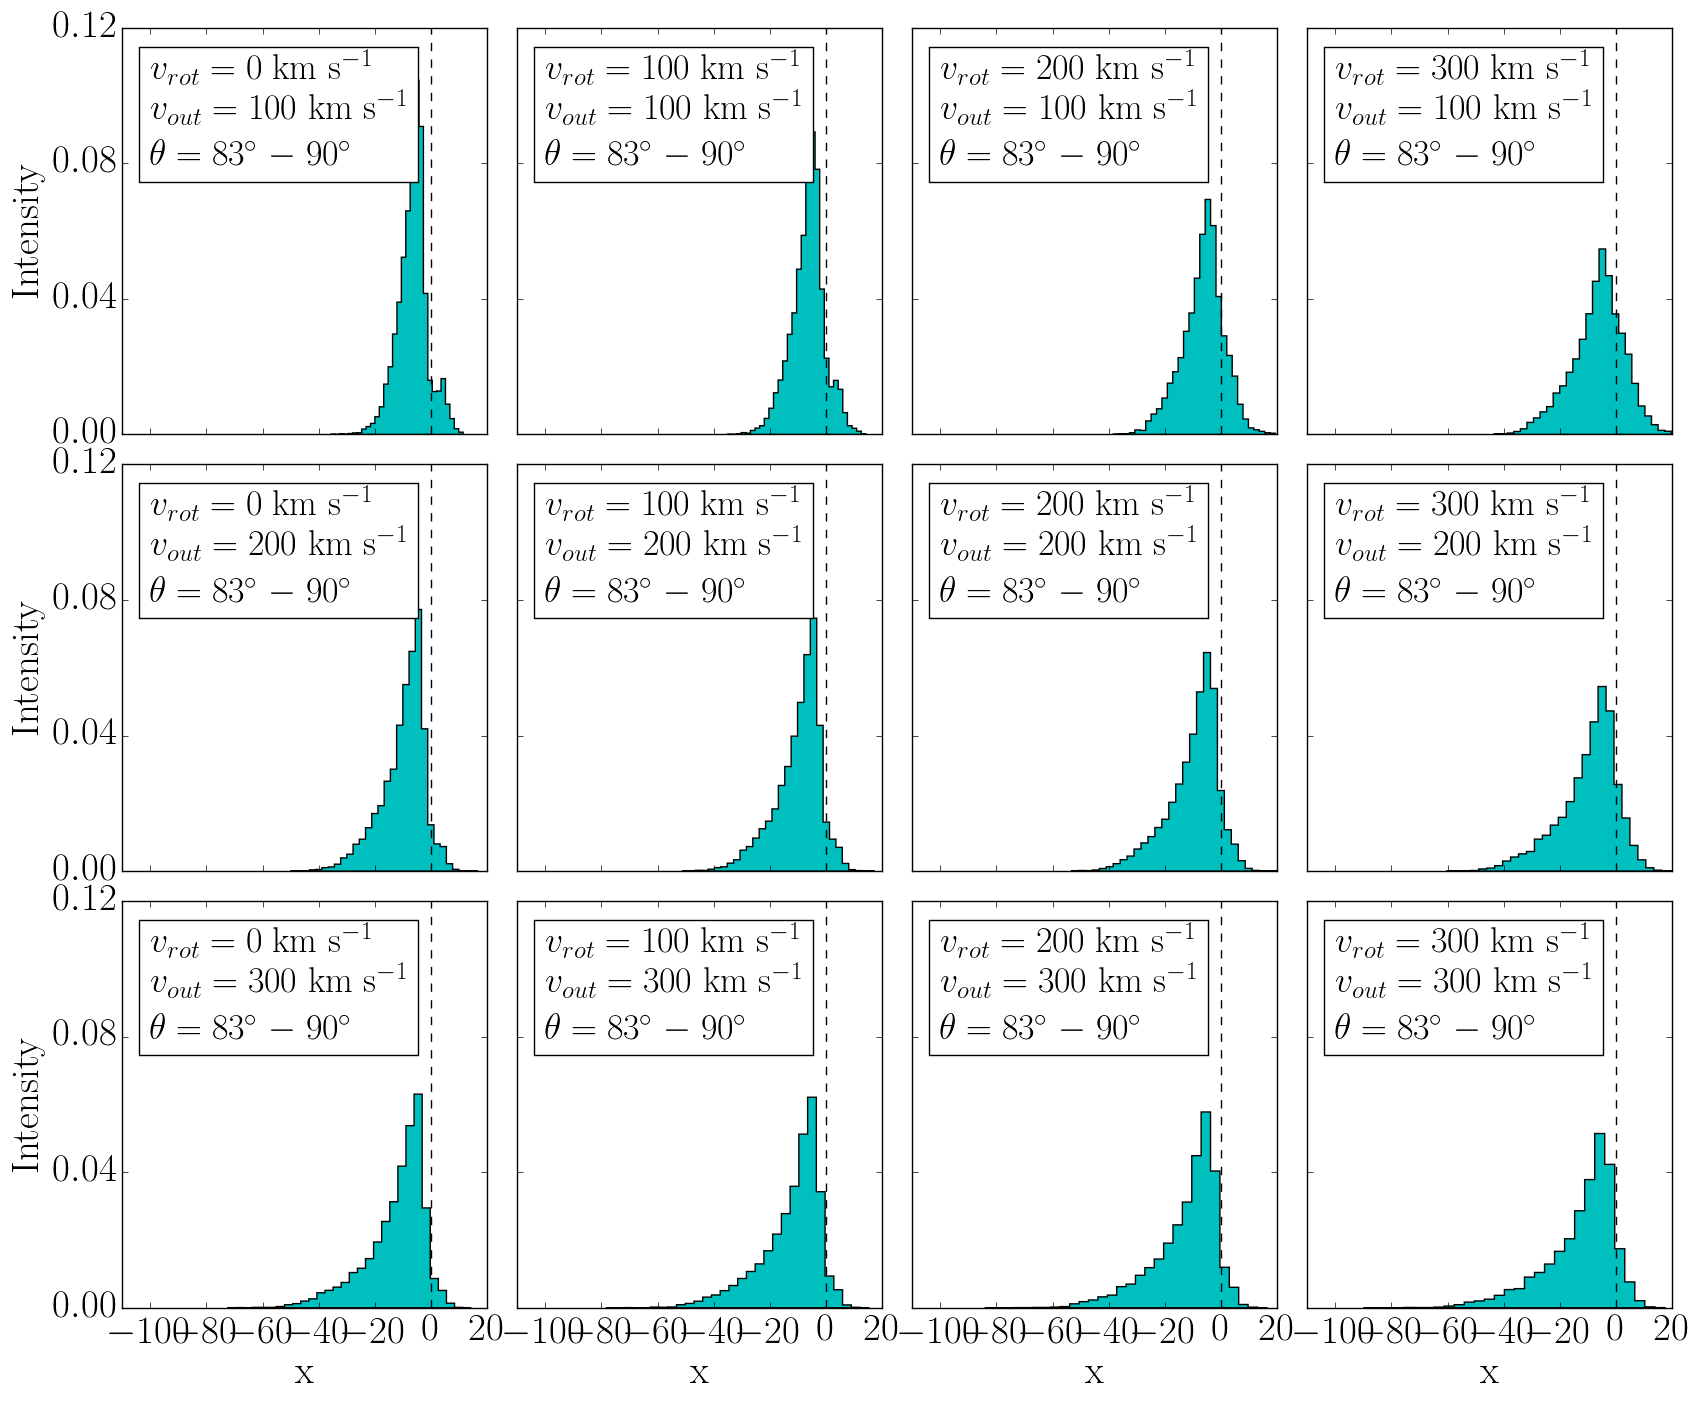 0.12
0.08
0.04
0.00
Intensity
v_rot = 0 km s⁻¹
v_out = 100 km s⁻¹
θ = 83° − 90°
v_rot = 100 km s⁻¹
v_out = 100 km s⁻¹
θ = 83° − 90°
v_rot = 200 km s⁻¹
v_out = 100 km s⁻¹
θ = 83° − 90°
v_rot = 300 km s⁻¹
v_out = 100 km s⁻¹
θ = 83° − 90°
0.12
0.08
0.04
0.00
Intensity
v_rot = 0 km s⁻¹
v_out = 200 km s⁻¹
θ = 83° − 90°
v_rot = 100 km s⁻¹
v_out = 200 km s⁻¹
θ = 83° − 90°
v_rot = 200 km s⁻¹
v_out = 200 km s⁻¹
θ = 83° − 90°
v_rot = 300 km s⁻¹
v_out = 200 km s⁻¹
θ = 83° − 90°
0.12
0.08
0.04
0.00
Intensity
v_rot = 0 km s⁻¹
v_out = 300 km s⁻¹
θ = 83° − 90°
v_rot = 100 km s⁻¹
v_out = 300 km s⁻¹
θ = 83° − 90°
v_rot = 200 km s⁻¹
v_out = 300 km s⁻¹
θ = 83° − 90°
v_rot = 300 km s⁻¹
v_out = 300 km s⁻¹
θ = 83° − 90°
−100 −80 −60 −40 −20 0 20
−100 −80 −60 −40 −20 0 20
−100 −80 −60 −40 −20 0 20
−100 −80 −60 −40 −20 0 20
x
x
x
x